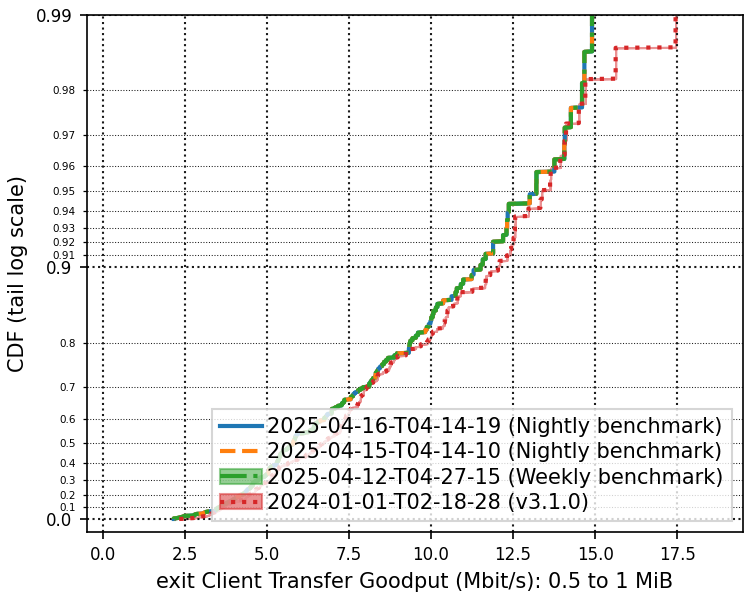 0.99
0.98
0.97
0.96
0.95
0.94
0.93
0.92
0.91
0.9
0.8
0.7
0.6
0.5
0.4
0.3
0.2
0.1
0.0
CDF (tail log scale)
2025-04-16-T04-14-19 (Nightly benchmark)
2025-04-15-T04-14-10 (Nightly benchmark)
2025-04-12-T04-27-15 (Weekly benchmark)
2024-01-01-T02-18-28 (v3.1.0)
0.0 2.5 5.0 7.5 10.0 12.5 15.0 17.5
exit Client Transfer Goodput (Mbit/s): 0.5 to 1 MiB